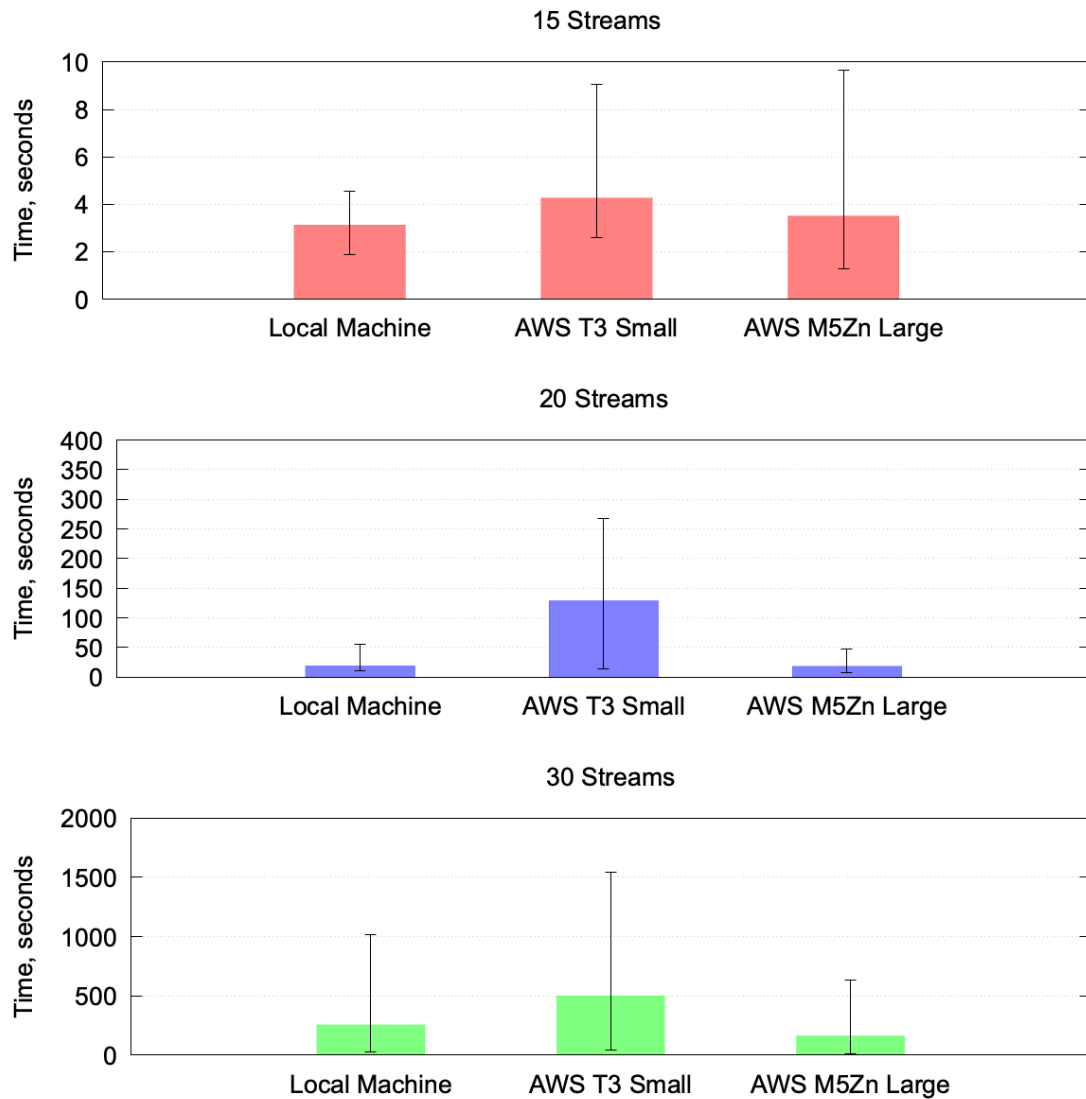 15 Streams
10
8
6
4
2
0
Time, seconds
Local Machine AWS T3 Small AWS M5Zn Large
20 Streams
400
350
300
250
200
150
100
50
0
Time, seconds
Local Machine AWS T3 Small AWS M5Zn Large
30 Streams
2000
1500
1000
500
0
Time, seconds
Local Machine AWS T3 Small AWS M5Zn Large